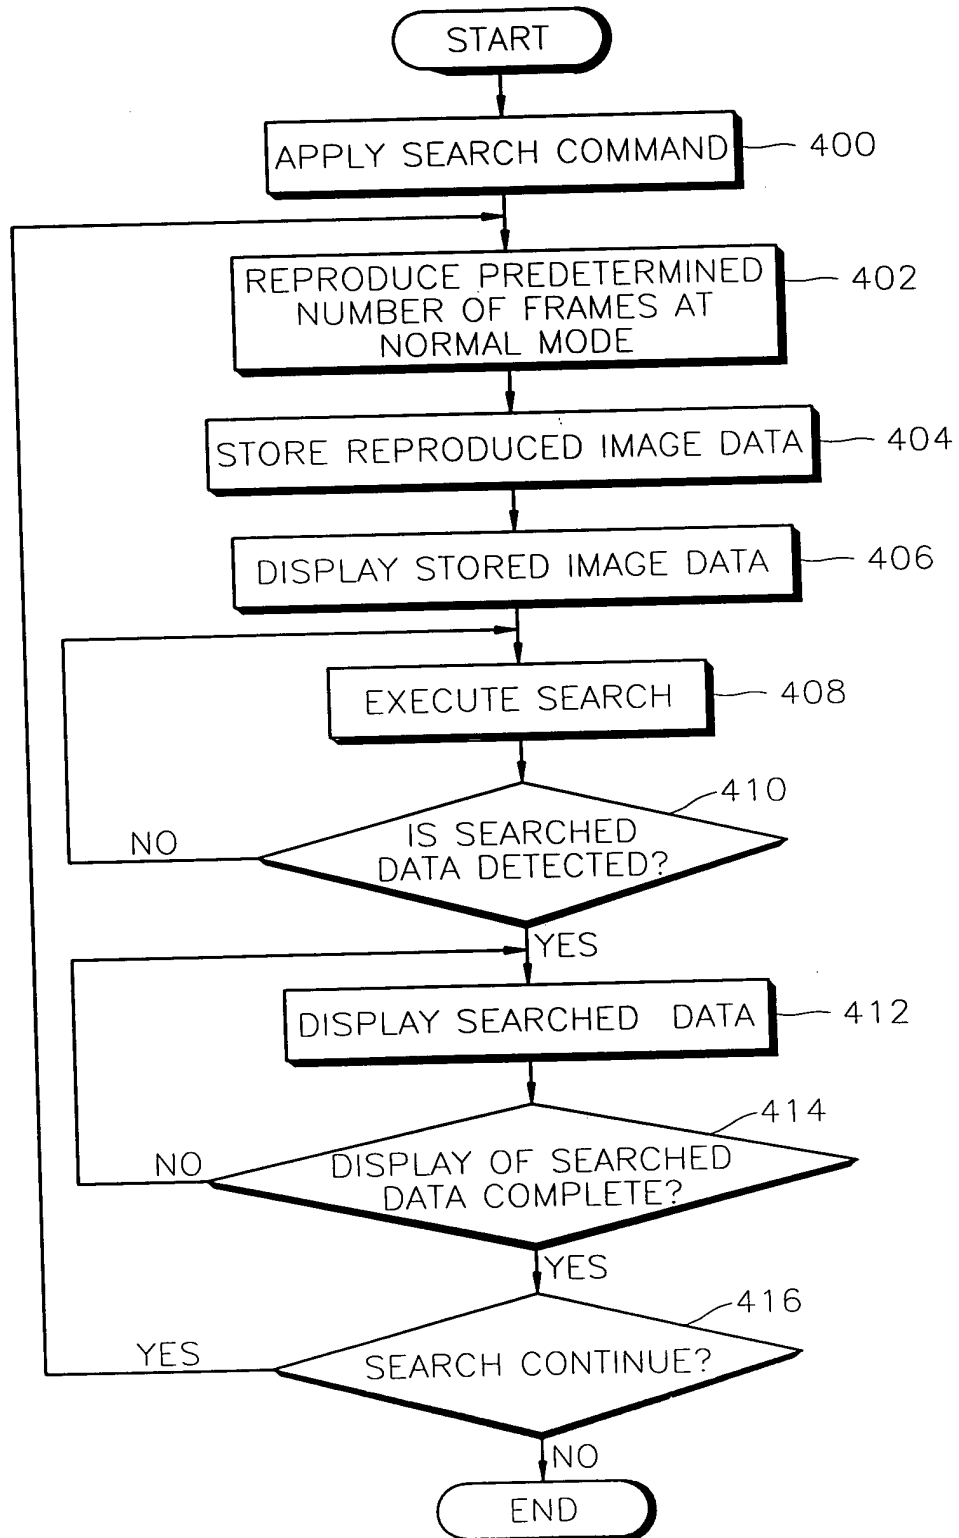 START
APPLY SEARCH COMMAND
400
REPRODUCE PREDETERMINED
NUMBER OF FRAMES AT
NORMAL MODE
402
STORE REPRODUCED IMAGE DATA
404
DISPLAY STORED IMAGE DATA
406
EXECUTE SEARCH
408
410
IS SEARCHED
DATA DETECTED?
NO
YES
DISPLAY SEARCHED DATA
412
414
DISPLAY OF SEARCHED
DATA COMPLETE?
NO
YES
416
SEARCH CONTINUE?
YES
NO
END